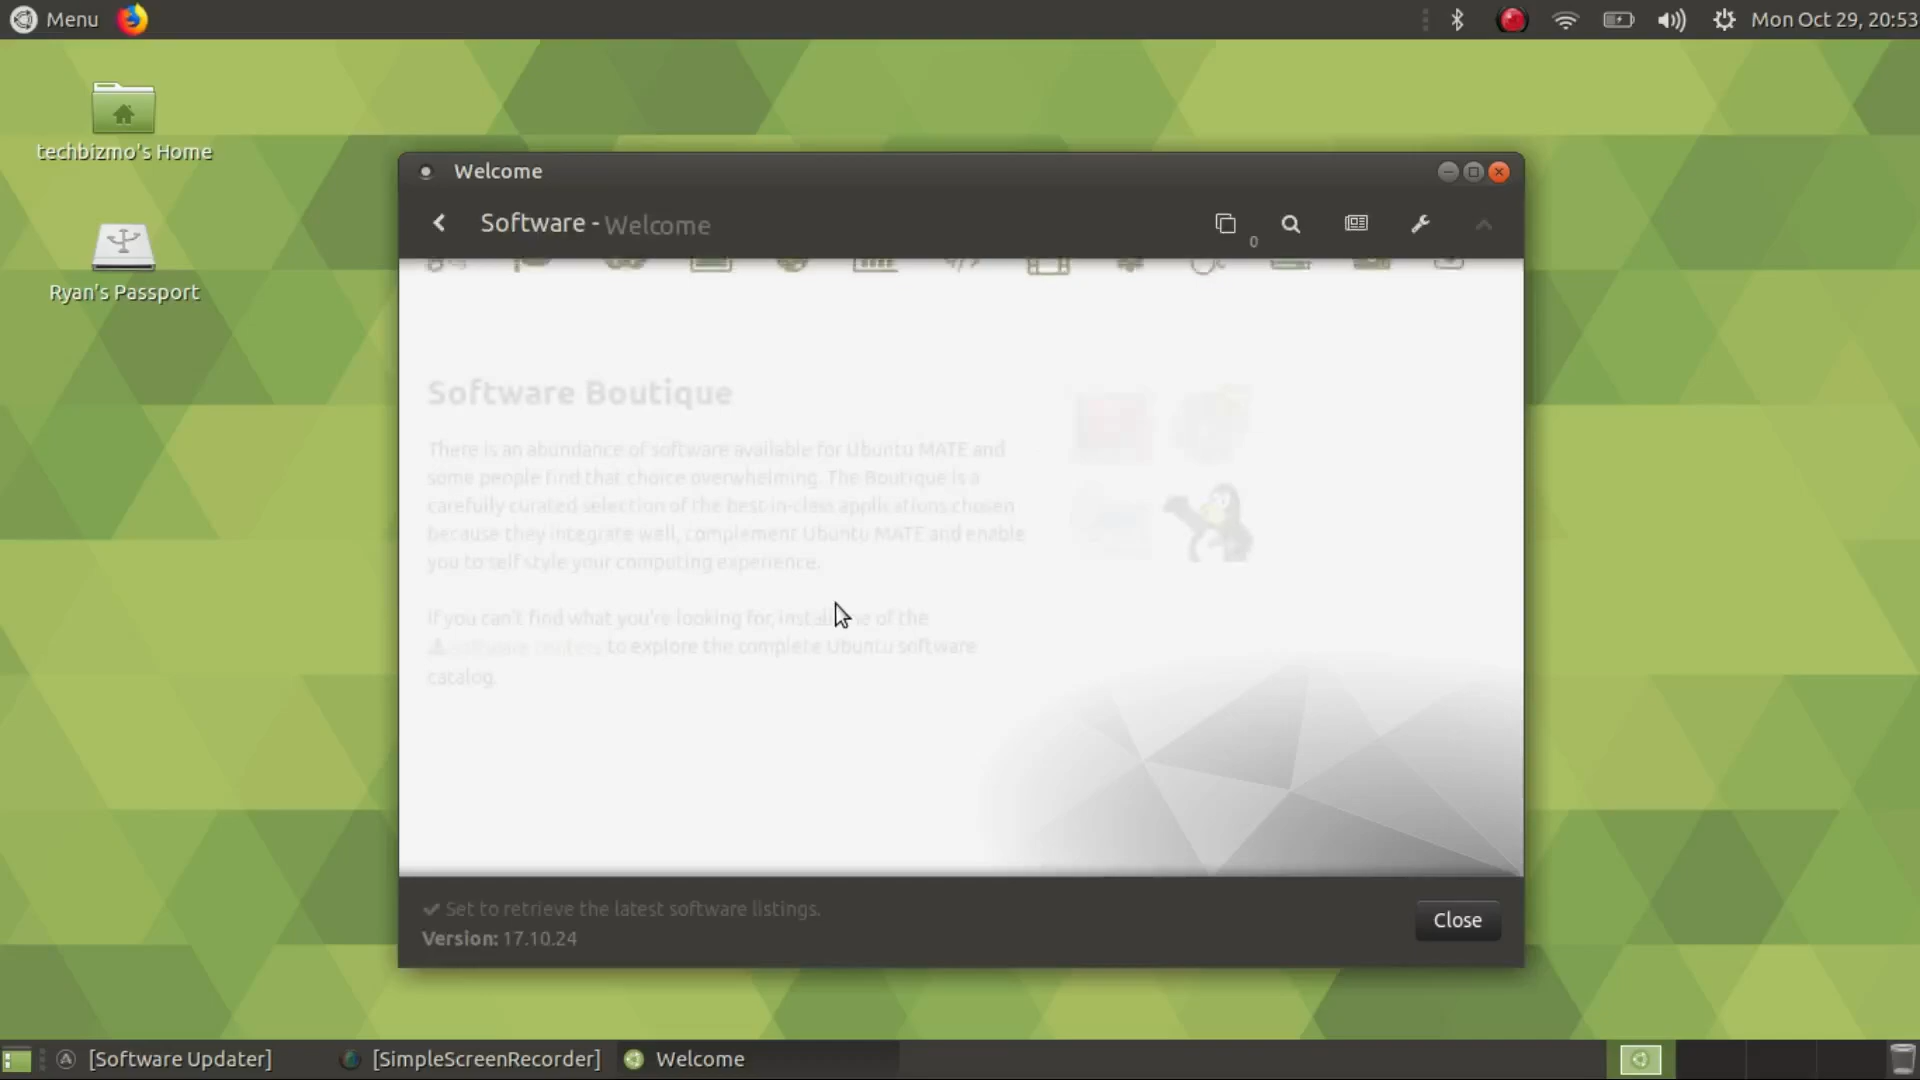 Menu
Mon Oct 29, 20:53
techbizmo's Home
Ryan's Passport
Welcome
Software - Welcome
0
Software Boutique
There is an abundance of software available for Ubuntu MATE and
some people find that choice overwhelming. The Boutique is a
carefully curated selection of the best in-class applications chosen
because they integrate well, complement Ubuntu MATE and enable
you to self style your computing experience.
If you can't find what you're looking for, install one of the
software centers to explore the complete Ubuntu software
catalog.
Set to retrieve the latest software listings.
Version: 17.10.24
Close
[Software Updater]
[SimpleScreenRecorder]
Welcome